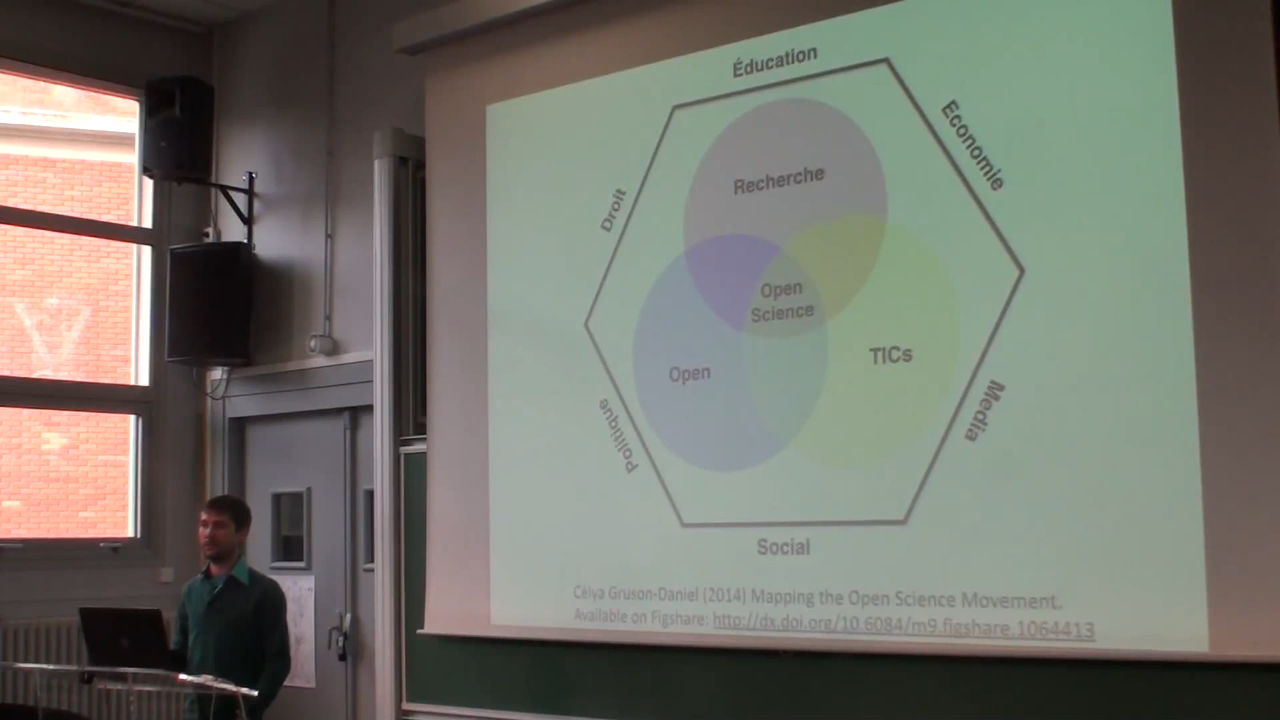 Éducation
Economie
Droit
Recherche
Open
Science
Open
TICs
Politique
Media
Social
Célya Gruson-Daniel (2014) Mapping the Open Science Movement.
Available on Figshare: http://dx.doi.org/10.6084/m9.figshare.1064413